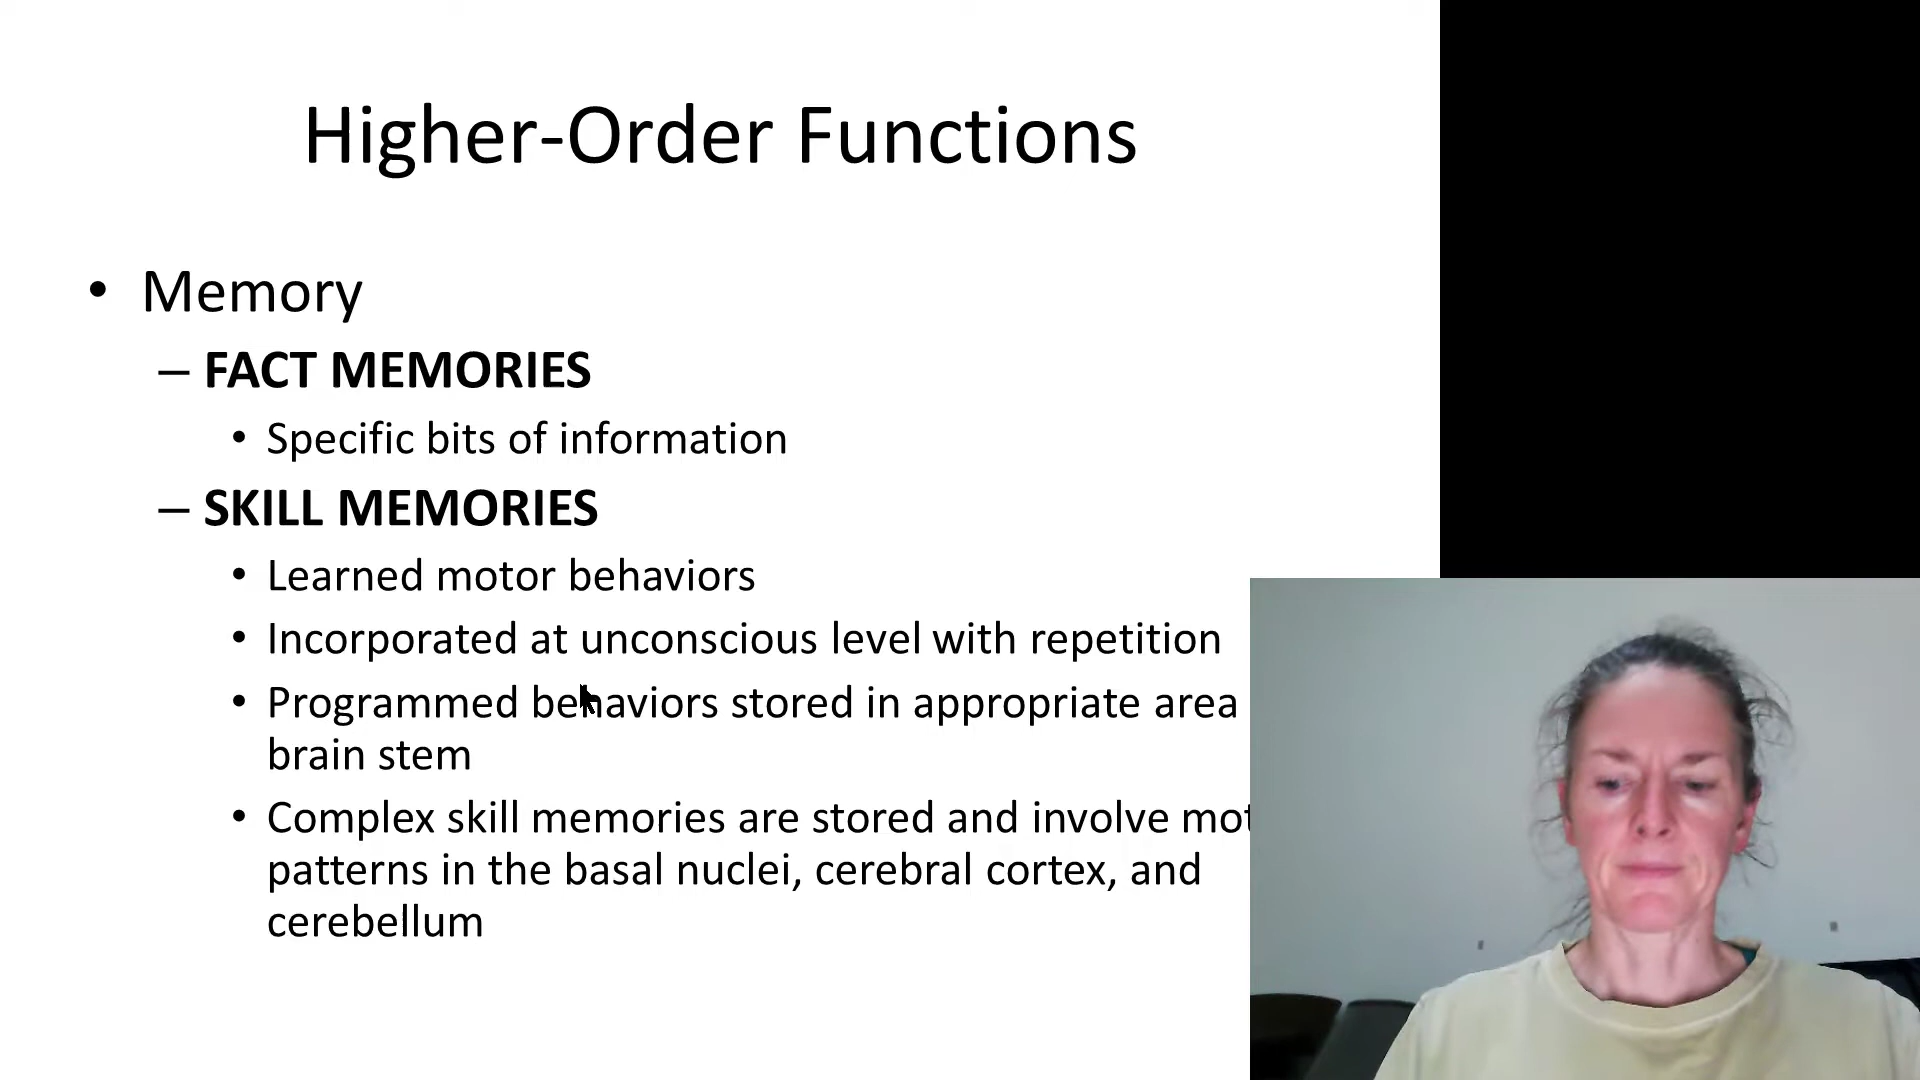 Higher-Order Functions
• Memory
– FACT MEMORIES
• Specific bits of information
– SKILL MEMORIES
• Learned motor behaviors
• Incorporated at unconscious level with repetition
• Programmed behaviors stored in appropriate area
brain stem
• Complex skill memories are stored and involve
patterns in the basal nuclei, cerebral cortex, and
cerebellum